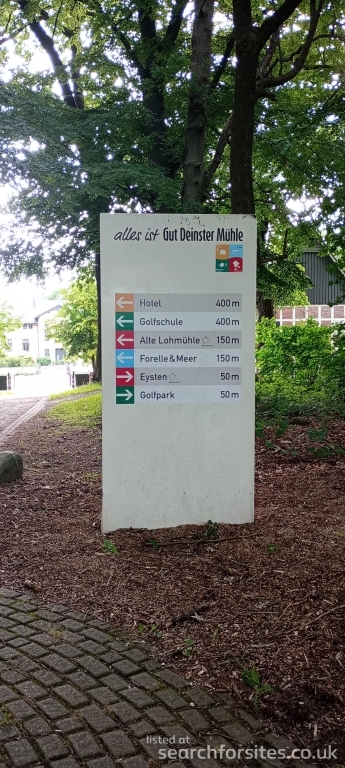 alles ist Gut Deinster Mühle
Hotel 400 m
Golfschule 400 m
Alte Lohmühle 150 m
Forelle & Meer 150 m
Eysten 50 m
Golfpark 50 m
listed at
searchforsites.co.uk